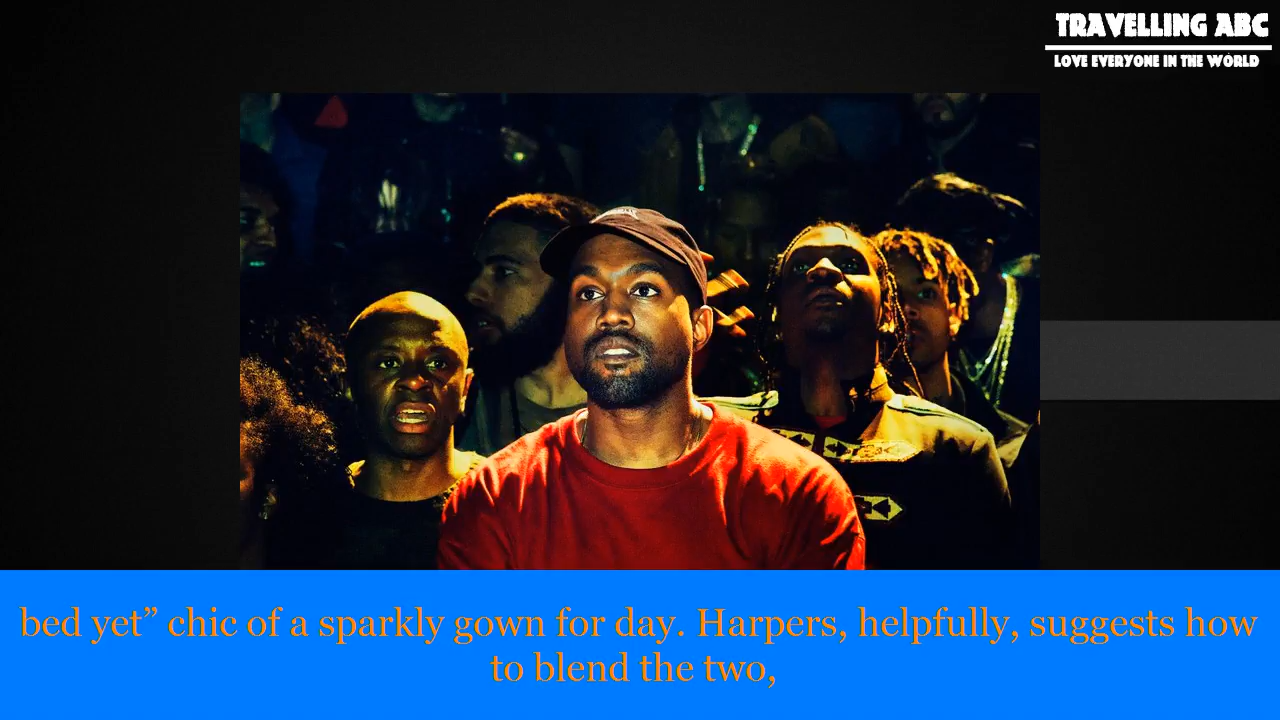 TRAVELLING ABC
LOVE EVERYONE IN THE WORLD
bed yet” chic of a sparkly gown for day. Harpers, helpfully, suggests how
to blend the two,